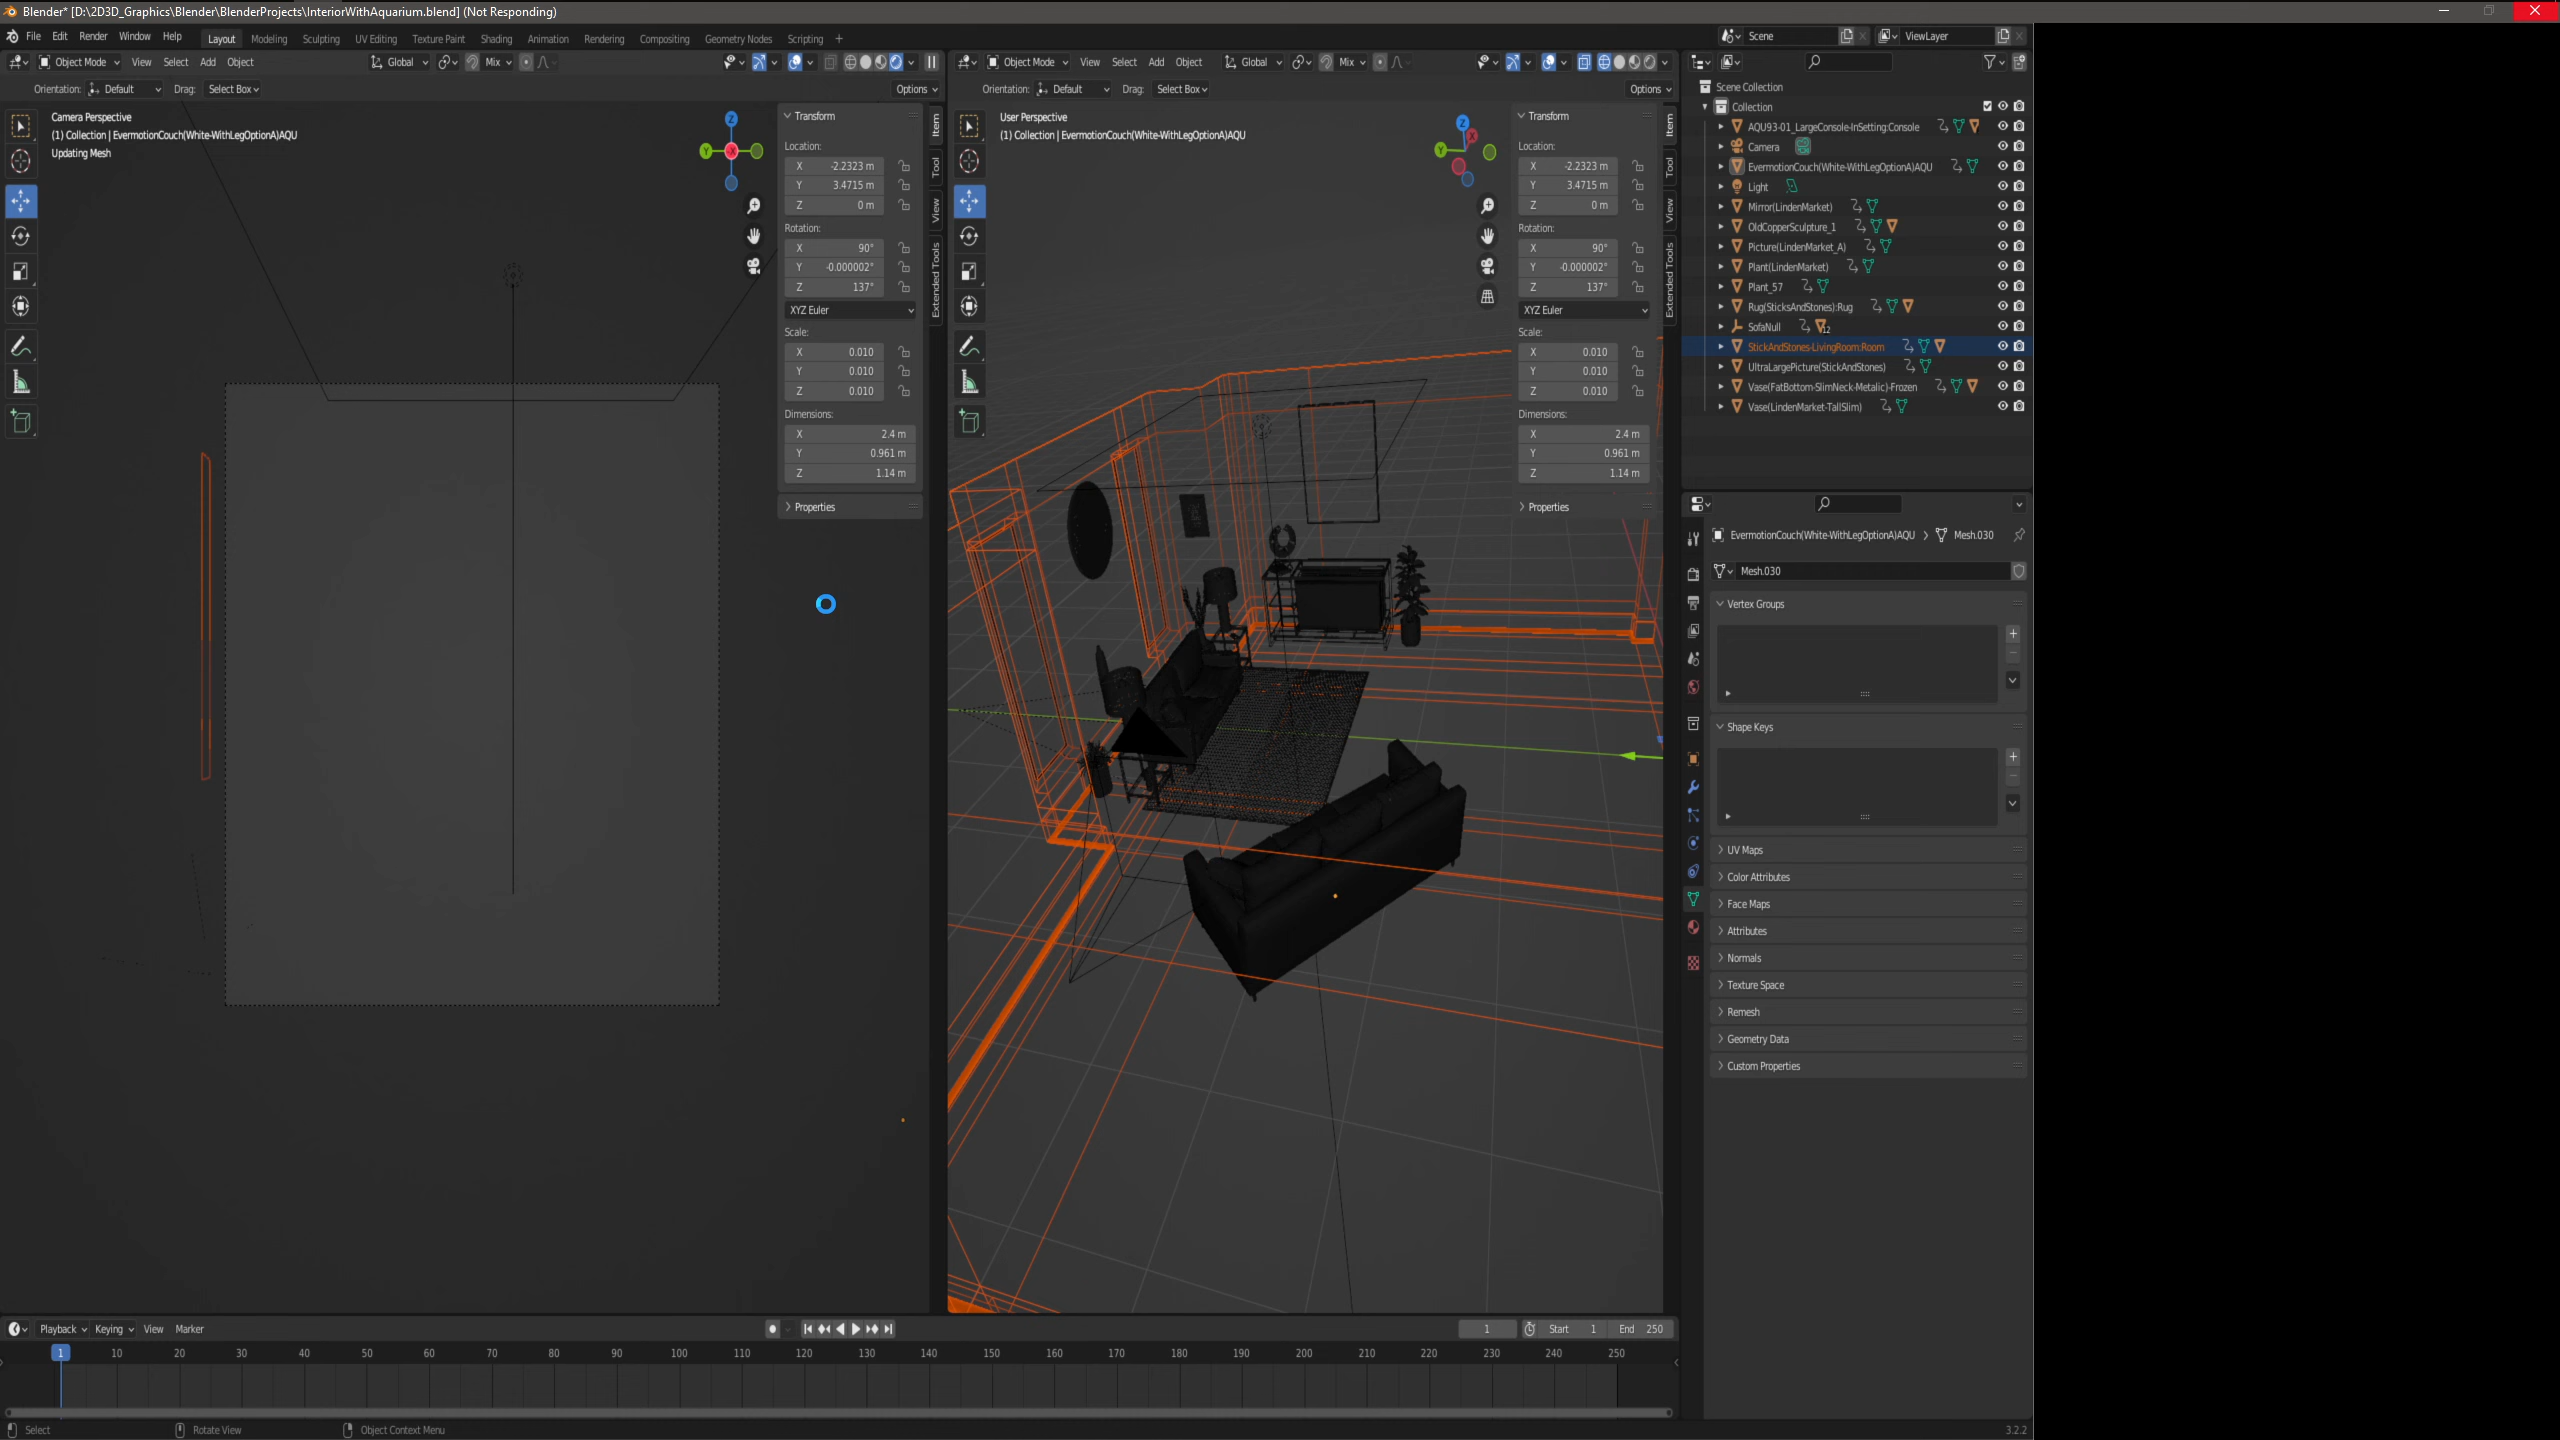 Blender* [D:\2D3D_Graphics\Blender\BlenderProjects\InteriorWithAquarium.blend] (Not Responding)
File Edit Render Window Help Layout Modeling Sculpting UV Editing Texture Paint Shading Animation Rendering Compositing Geometry Nodes Scripting +
Scene ViewLayer
Object Mode View Select Add Object Global Mix
Orientation: Default Drag: Select Box Options
Camera Perspective
(1) Collection | EvermotionCouch(White-WithLegOptionA)AQU
Updating Mesh
Z
Y
X
Transform
Location:
X -2.2323 m
Y 3.4715 m
Z 0 m
Rotation:
X 90°
Y -0.000002°
Z 137°
XYZ Euler
Scale:
X 0.010
Y 0.010
Z 0.010
Dimensions:
X 2.4 m
Y 0.961 m
Z 1.14 m
Properties
Item
Tool
View
Extended Tools
Object Mode View Select Add Object Global Mix
Orientation: Default Drag: Select Box Options
User Perspective
(1) Collection | EvermotionCouch(White-WithLegOptionA)AQU
Z
X
Y
Transform
Location:
X -2.2323 m
Y 3.4715 m
Z 0 m
Rotation:
X 90°
Y -0.000002°
Z 137°
XYZ Euler
Scale:
X 0.010
Y 0.010
Z 0.010
Dimensions:
X 2.4 m
Y 0.961 m
Z 1.14 m
Properties
Item
Tool
View
Extended Tools
Scene Collection
Collection
AQU93-01_LargeConsole-InSetting:Console
Camera
EvermotionCouch(White-WithLegOptionA)AQU
Light
Mirror(LindenMarket)
OldCopperSculpture_1
Picture(LindenMarket_A)
Plant(LindenMarket)
Plant_57
Rug(SticksAndStones):Rug
SofaNull 12
StickAndStones-LivingRoom:Room
UltraLargePicture(StickAndStones)
Vase(FatBottom-SlimNeck-Metalic)-Frozen
Vase(LindenMarket-TallSlim)
EvermotionCouch(White-WithLegOptionA)AQU > Mesh.030
Mesh.030
Vertex Groups
Shape Keys
UV Maps
Color Attributes
Face Maps
Attributes
Normals
Texture Space
Remesh
Geometry Data
Custom Properties
Playback Keying View Marker 1 Start 1 End 250
1 10 20 30 40 50 60 70 80 90 100 110 120 130 140 150 160 170 180 190 200 210 220 230 240 250
Select Rotate View Object Context Menu 3.2.2